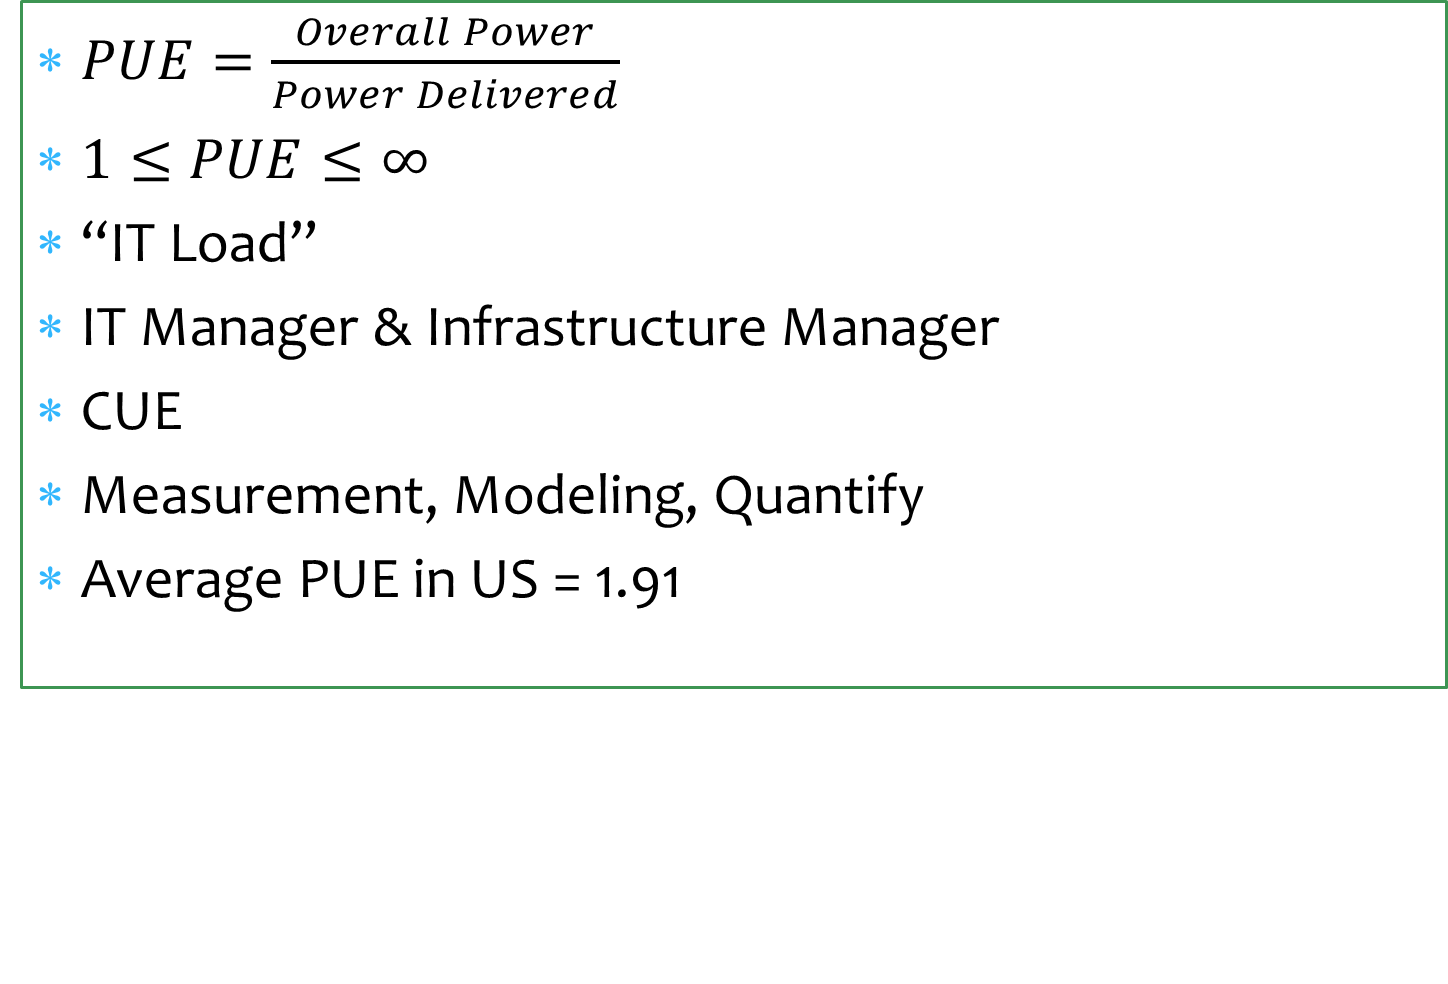 * PUE = Overall Power / Power Delivered
* 1 ≤ PUE ≤ ∞
* “IT Load”
* IT Manager & Infrastructure Manager
* CUE
* Measurement, Modeling, Quantify
* Average PUE in US = 1.91